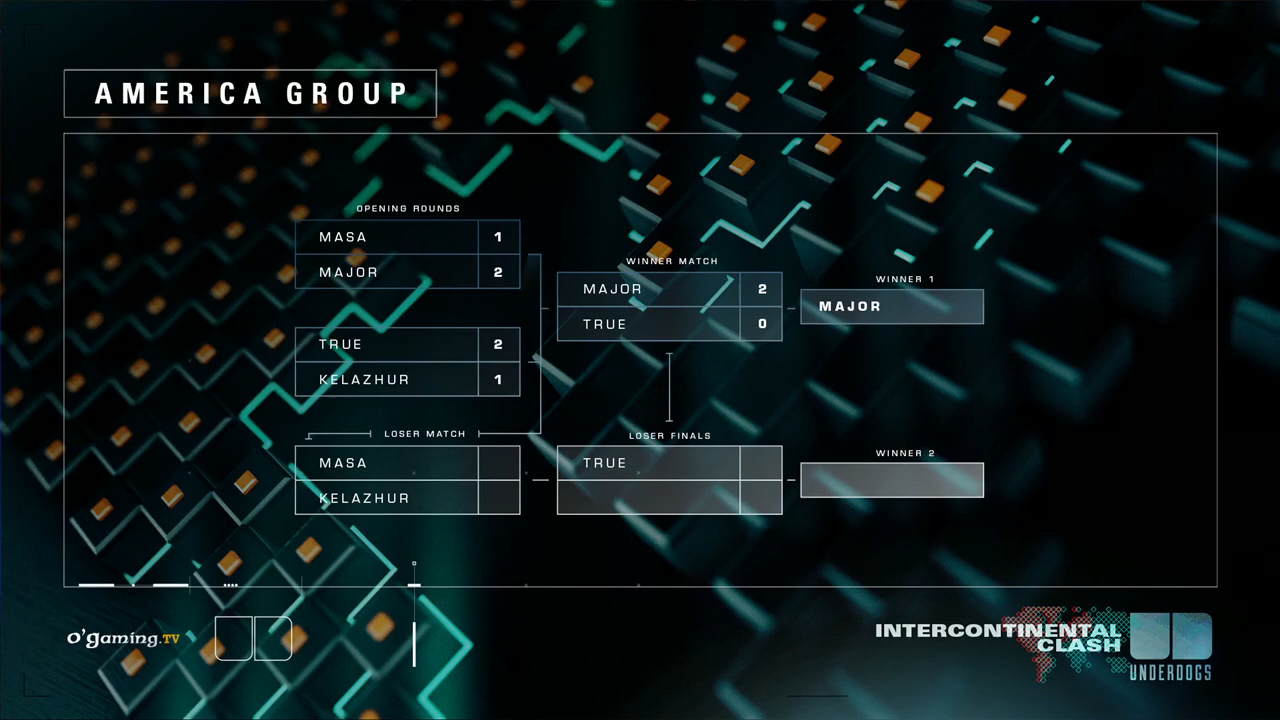 AMERICA GROUP
OPENING ROUNDS
MASA 1
MAJOR 2
TRUE 2
KELAZHUR 1
WINNER MATCH
MAJOR 2
TRUE 0
WINNER 1
MAJOR
LOSER MATCH
MASA
KELAZHUR
LOSER FINALS
TRUE
WINNER 2
o'gaming.TV
INTERCONTINENTAL
CLASH
UNDERDOGS